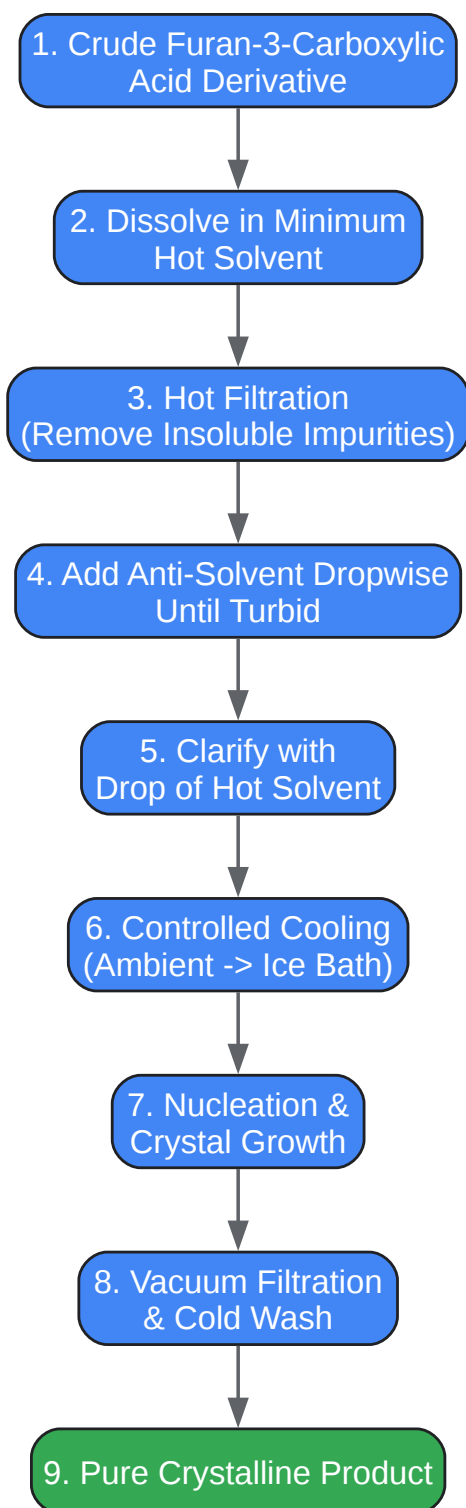 1. Crude Furan-3-Carboxylic
Acid Derivative
2. Dissolve in Minimum
Hot Solvent
3. Hot Filtration
(Remove Insoluble Impurities)
4. Add Anti-Solvent Dropwise
Until Turbid
5. Clarify with
Drop of Hot Solvent
6. Controlled Cooling
(Ambient -> Ice Bath)
7. Nucleation &
Crystal Growth
8. Vacuum Filtration
& Cold Wash
9. Pure Crystalline Product